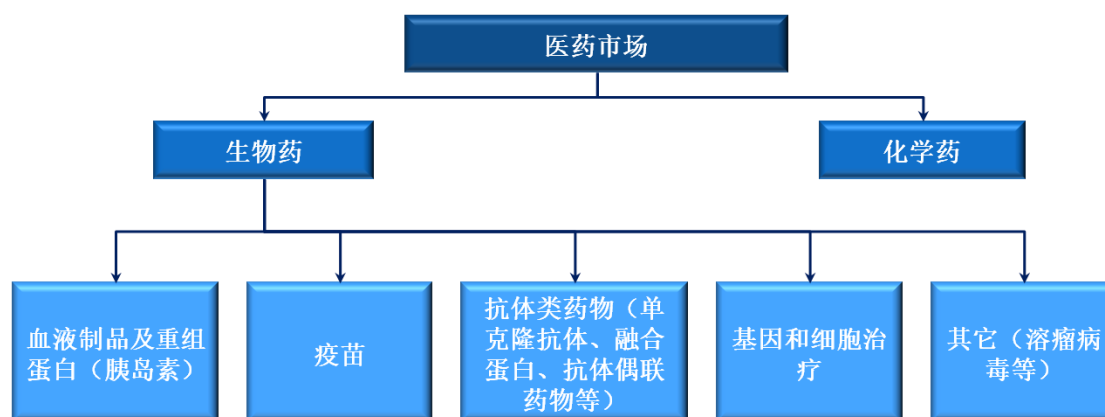 医药市场
生物药
化学药
血液制品及重组
蛋白（胰岛素）
疫苗
抗体类药物（单
克隆抗体、融合
蛋白、抗体偶联
药物等）
基因和细胞治
疗
其它（溶瘤病
毒等）